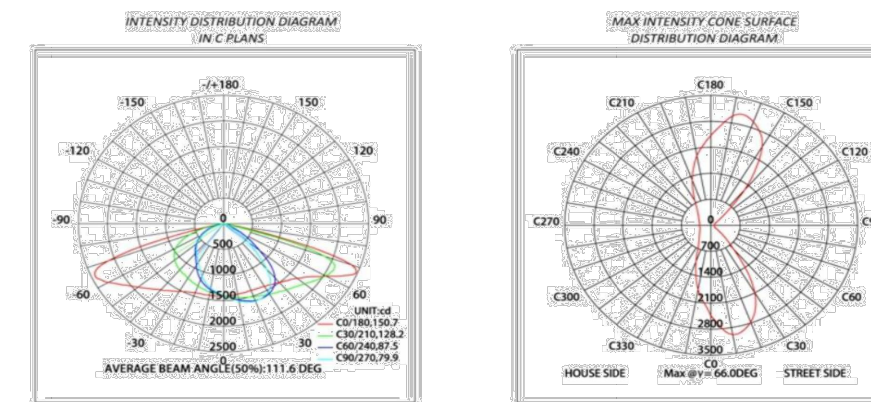 INTENSITY DISTRIBUTION DIAGRAM
IN C PLANS
-/+180
-150
150
-120
120
-90
90
-60
60
-30
30
0
0
500
1000
1500
2000
2500
UNIT:cd
C0/180,150.7
C30/210,128.2
C60/240,87.5
C90/270,79.9
AVERAGE BEAM ANGLE(50%):111.6 DEG
MAX INTENSITY CONE SURFACE
DISTRIBUTION DIAGRAM
C180
C210
C150
C240
C120
C270
C300
C60
C330
C30
C0
0
700
1400
2100
2800
3500
HOUSE SIDE
Max @γ= 66.0DEG
STREET SIDE